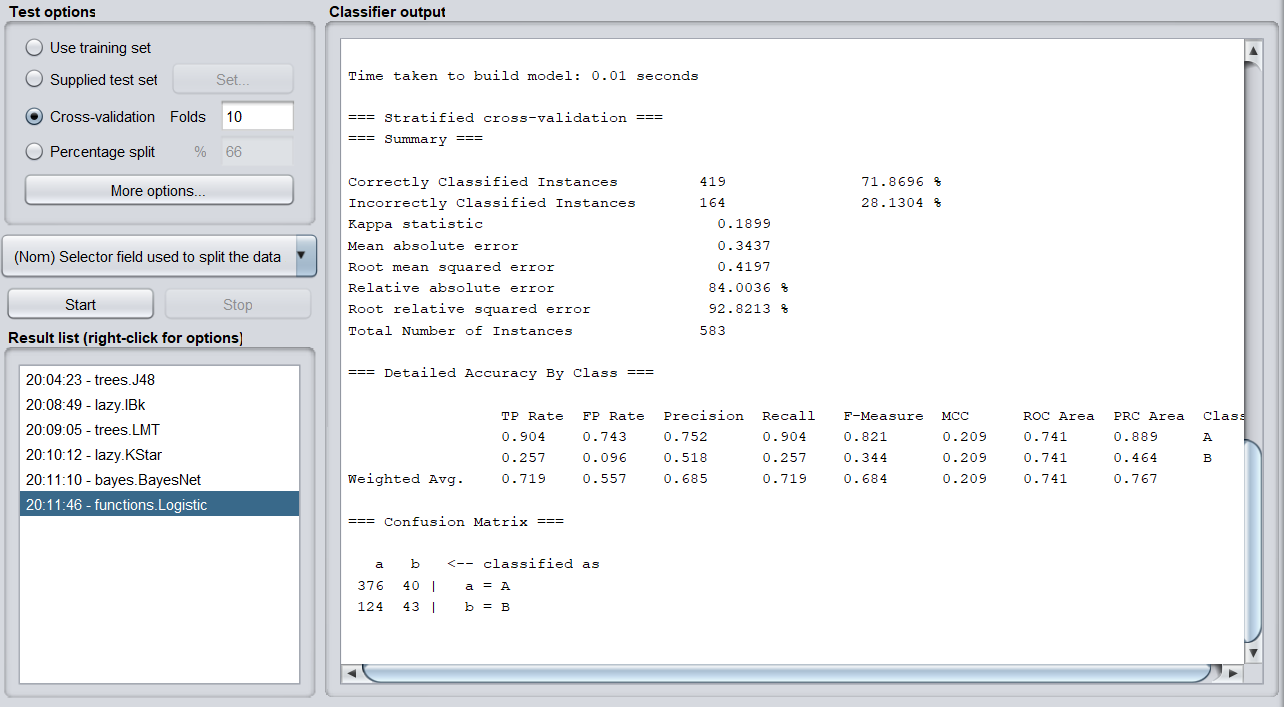 Test options
Use training set
Supplied test set Set...
Cross-validation Folds 10
Percentage split % 66
More options...
(Nom) Selector field used to split the data
Start Stop
Result list (right-click for options)
20:04:23 - trees.J48
20:08:49 - lazy.IBk
20:09:05 - trees.LMT
20:10:12 - lazy.KStar
20:11:10 - bayes.BayesNet
20:11:46 - functions.Logistic
Classifier output
Time taken to build model: 0.01 seconds
=== Stratified cross-validation ===
=== Summary ===
Correctly Classified Instances 419 71.8696 %
Incorrectly Classified Instances 164 28.1304 %
Kappa statistic 0.1899
Mean absolute error 0.3437
Root mean squared error 0.4197
Relative absolute error 84.0036 %
Root relative squared error 92.8213 %
Total Number of Instances 583
=== Detailed Accuracy By Class ===
TP Rate FP Rate Precision Recall F-Measure MCC ROC Area PRC Area Class
0.904 0.743 0.752 0.904 0.821 0.209 0.741 0.889 A
0.257 0.096 0.518 0.257 0.344 0.209 0.741 0.464 B
Weighted Avg. 0.719 0.557 0.685 0.719 0.684 0.209 0.741 0.767
=== Confusion Matrix ===
a b <-- classified as
376 40 | a = A
124 43 | b = B